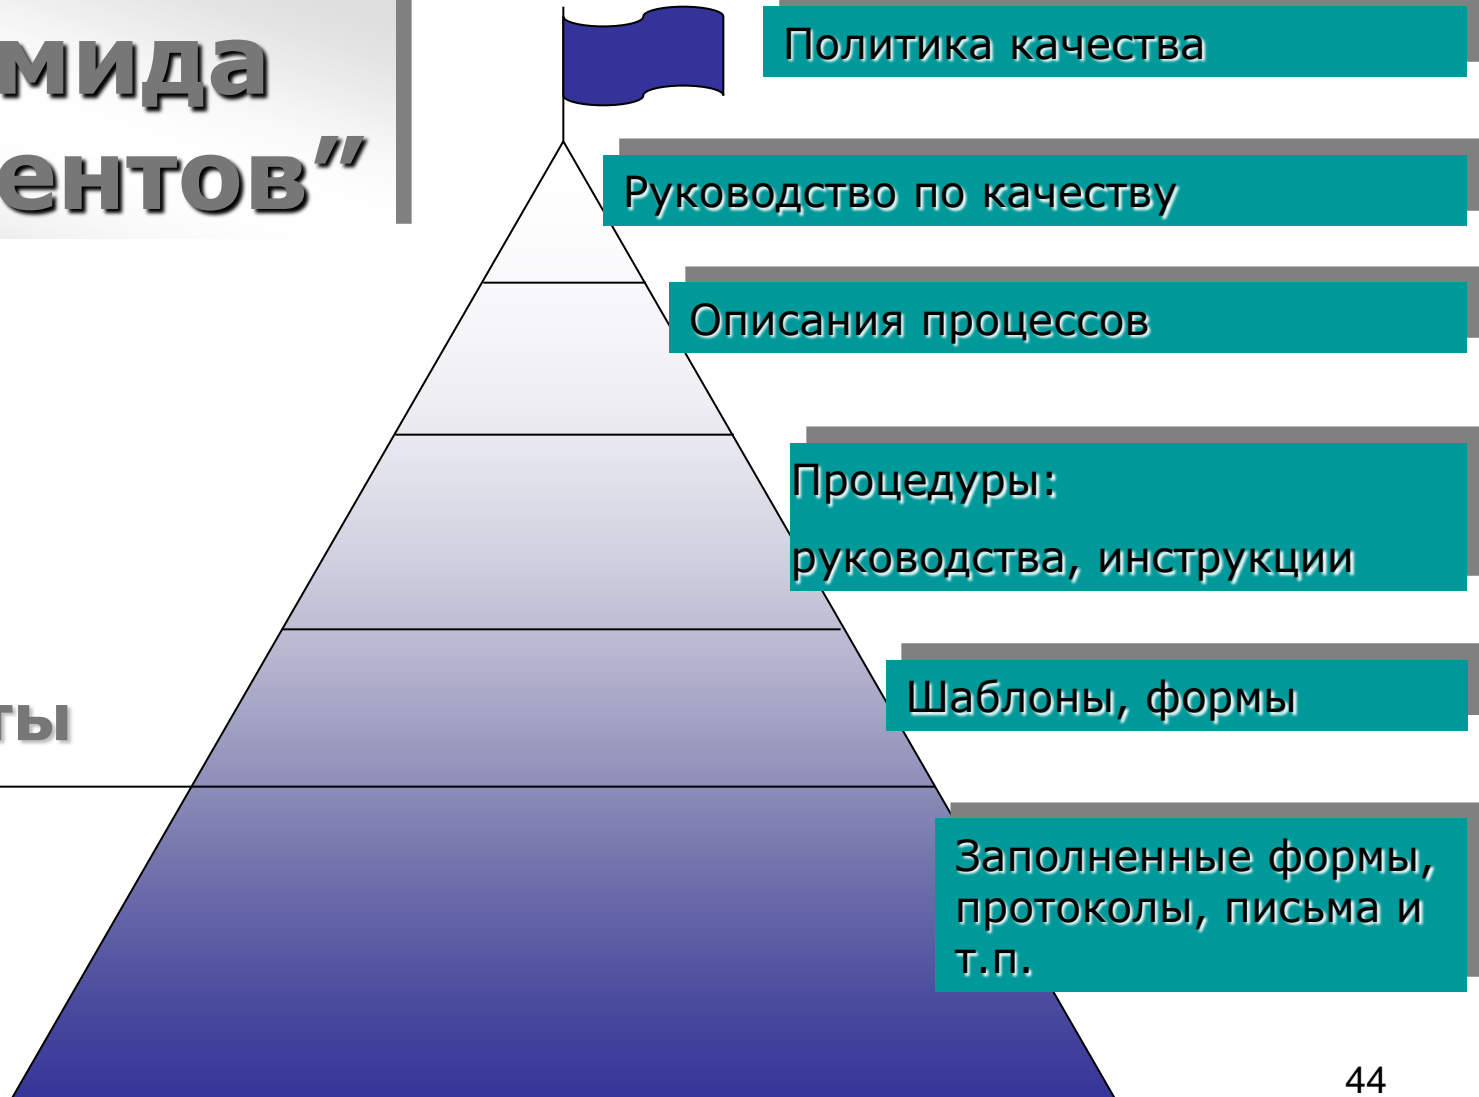 мида
ентов”
Политика качества
Руководство по качеству
Описания процессов
Процедуры:
руководства, инструкции
Шаблоны, формы
ты
Заполненные формы,
протоколы, письма и
т.п.
44